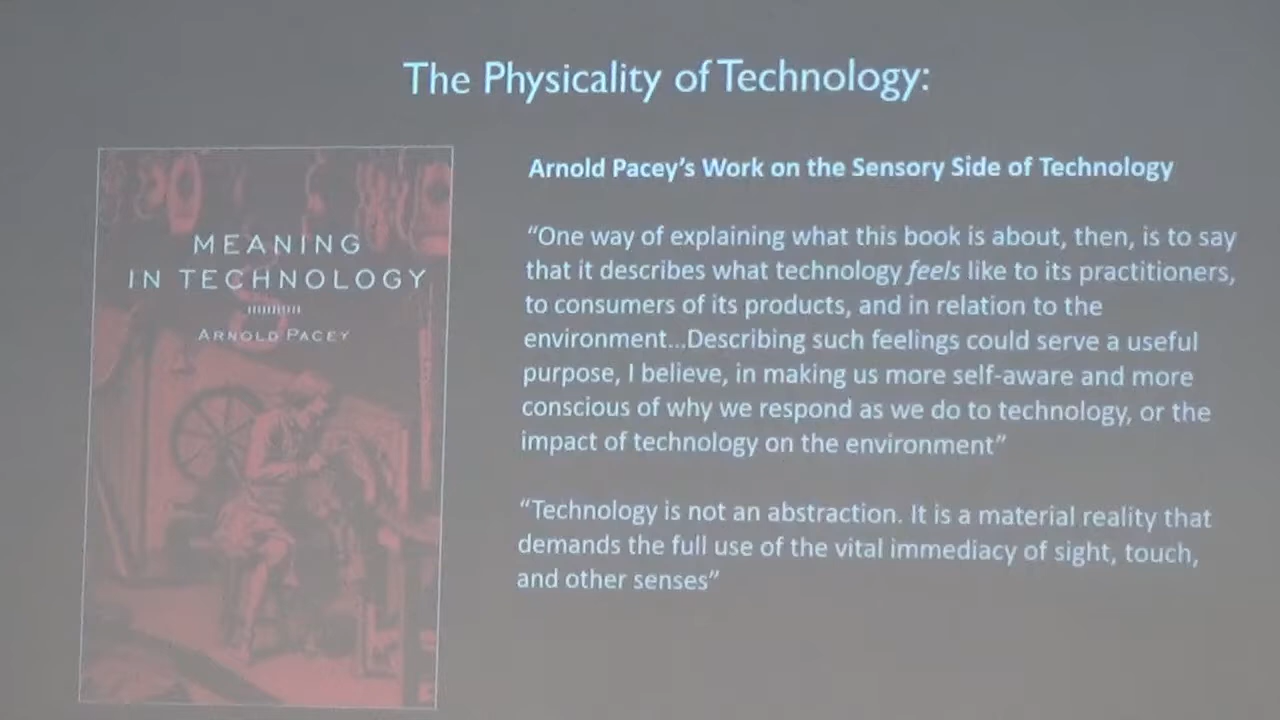 The Physicality of Technology:
MEANING
IN TECHNOLOGY
ARNOLD PACEY
Arnold Pacey's Work on the Sensory Side of Technology
“One way of explaining what this book is about, then, is to say
that it describes what technology feels like to its practitioners,
to consumers of its products, and in relation to the
environment...Describing such feelings could serve a useful
purpose, I believe, in making us more self-aware and more
conscious of why we respond as we do to technology, or the
impact of technology on the environment”
“Technology is not an abstraction. It is a material reality that
demands the full use of the vital immediacy of sight, touch,
and other senses”